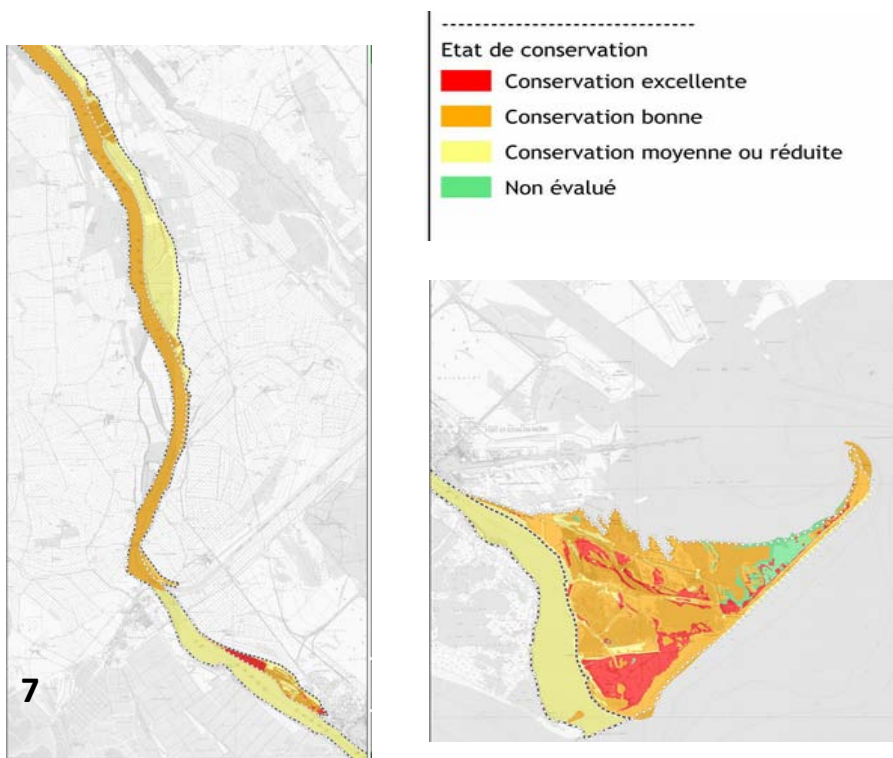 Etat de conservation
Conservation excellente
Conservation bonne
Conservation moyenne ou réduite
Non évalué
7